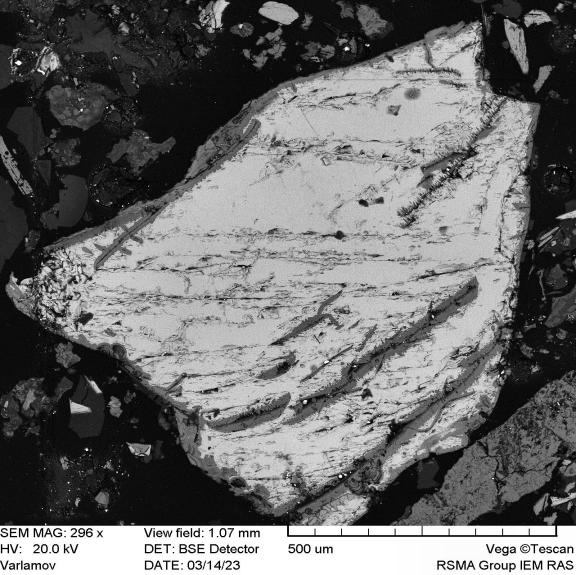 SEM MAG: 296 x View field: 1.07 mm
HV: 20.0 kV DET: BSE Detector 500 um Vega ©Tescan
Varlamov DATE: 03/14/23 RSMA Group IEM RAS